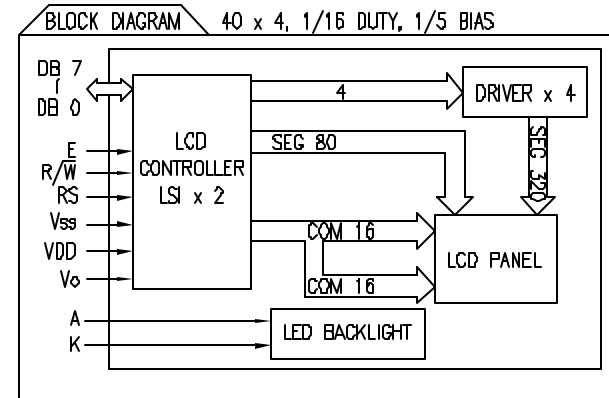 BLOCK DIAGRAM 40 x 4, 1/16 DUTY, 1/5 BIAS
DB 7
DB 0
E
R/W̅
RS
Vss
VDD
Vo
A
K
LCD
CONTROLLER
LSI x 2
4
DRIVER x 4
SEG 80
SEG 320
COM 16
COM 16
LCD PANEL
LED BACKLIGHT